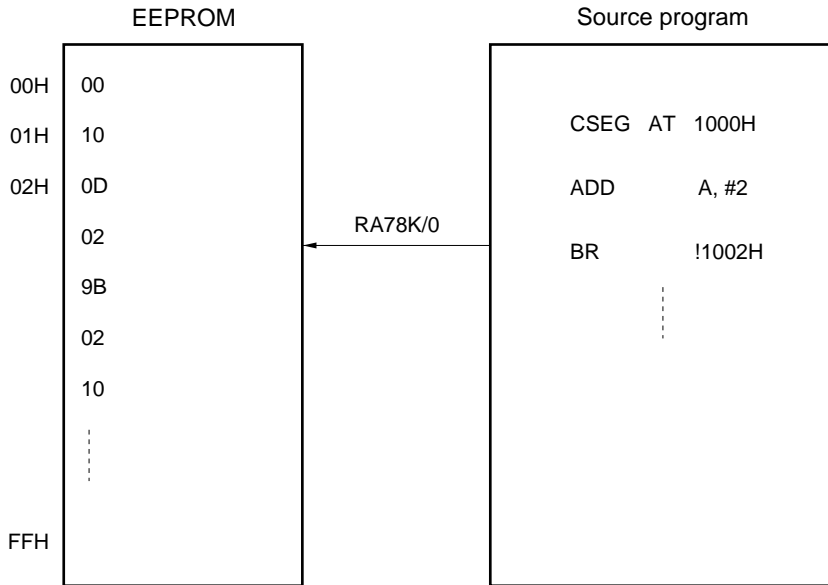 EEPROM
Source program
00H 00
01H 10
CSEG AT 1000H
02H 0D
ADD A, #2
RA78K/0
02
BR !1002H
9B
02
10
FFH